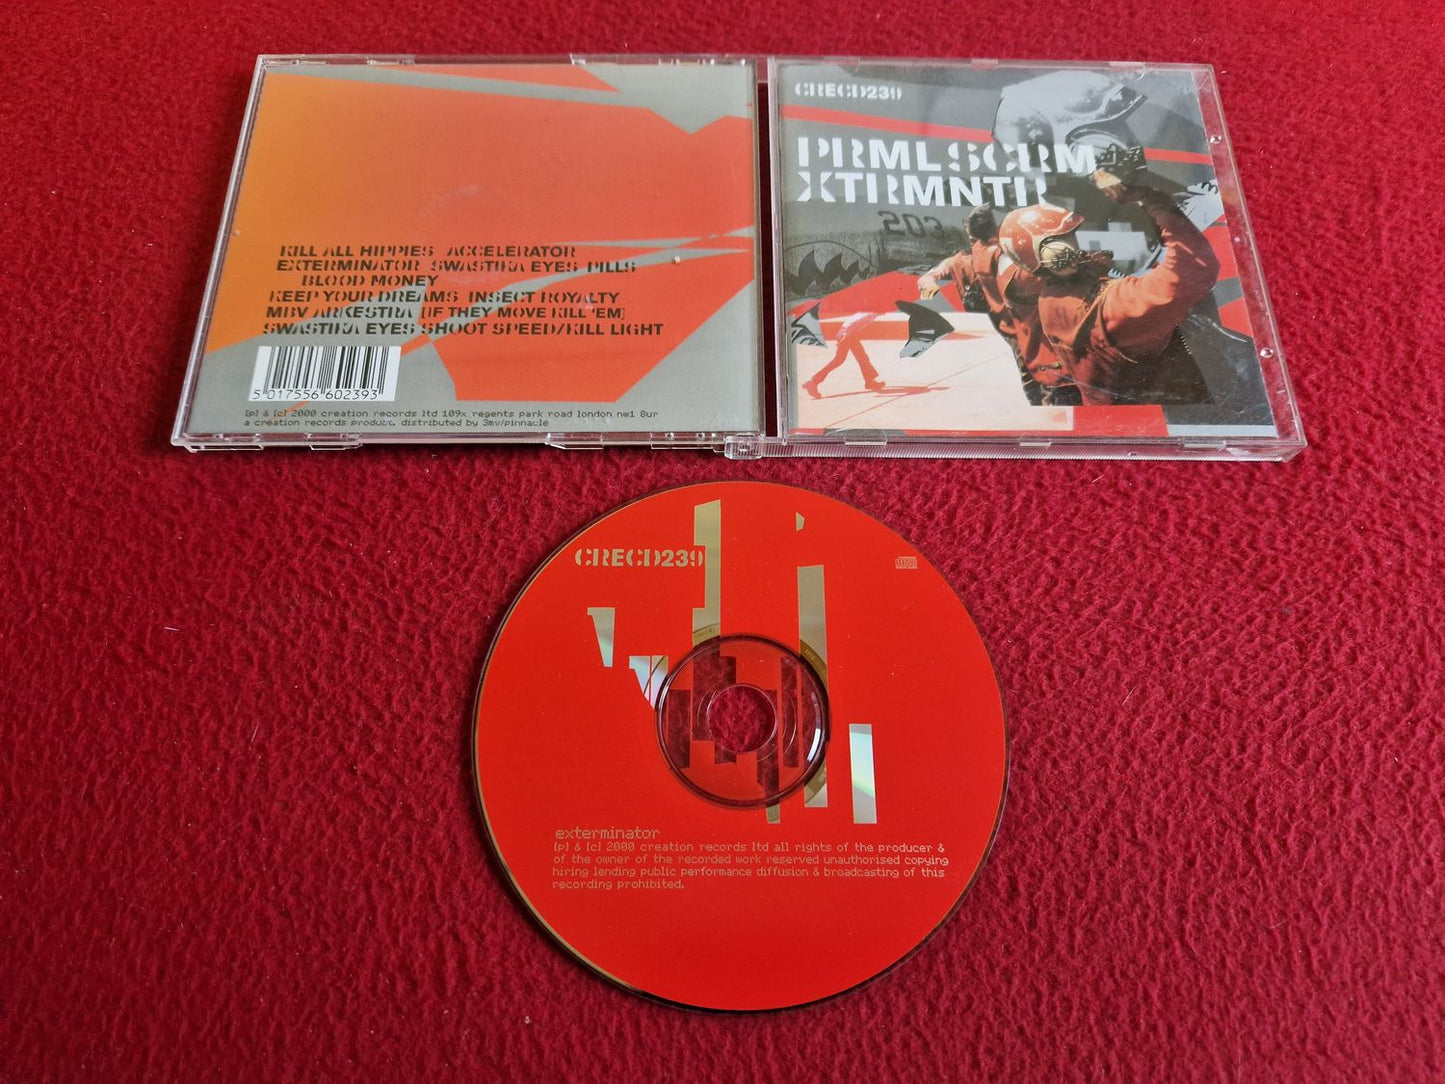 KILL ALL HIPPIES ACCELERATOR
EXTERMINATOR SWASTIKA EYES PILLS
BLOOD MONEY
KEEP YOUR DREAMS INSECT ROYALTY
MBV ARKESTRA [IF THEY MOVE KILL 'EM]
SWASTIKA EYES SHOOT SPEED/KILL LIGHT
5 017556 602393
[p] & [c] 2000 creation records ltd 109x regents park road london nw1 8ur
a creation records product. distributed by 3mv/pinnacle
CRECD239
PRML SCRM
XTRMNTR
203
CRECD239
exterminator
[p] & [c] 2000 creation records ltd all rights of the producer &
of the owner of the recorded work reserved unauthorised copying
hiring lending public performance diffusion & broadcasting of this
recording prohibited.